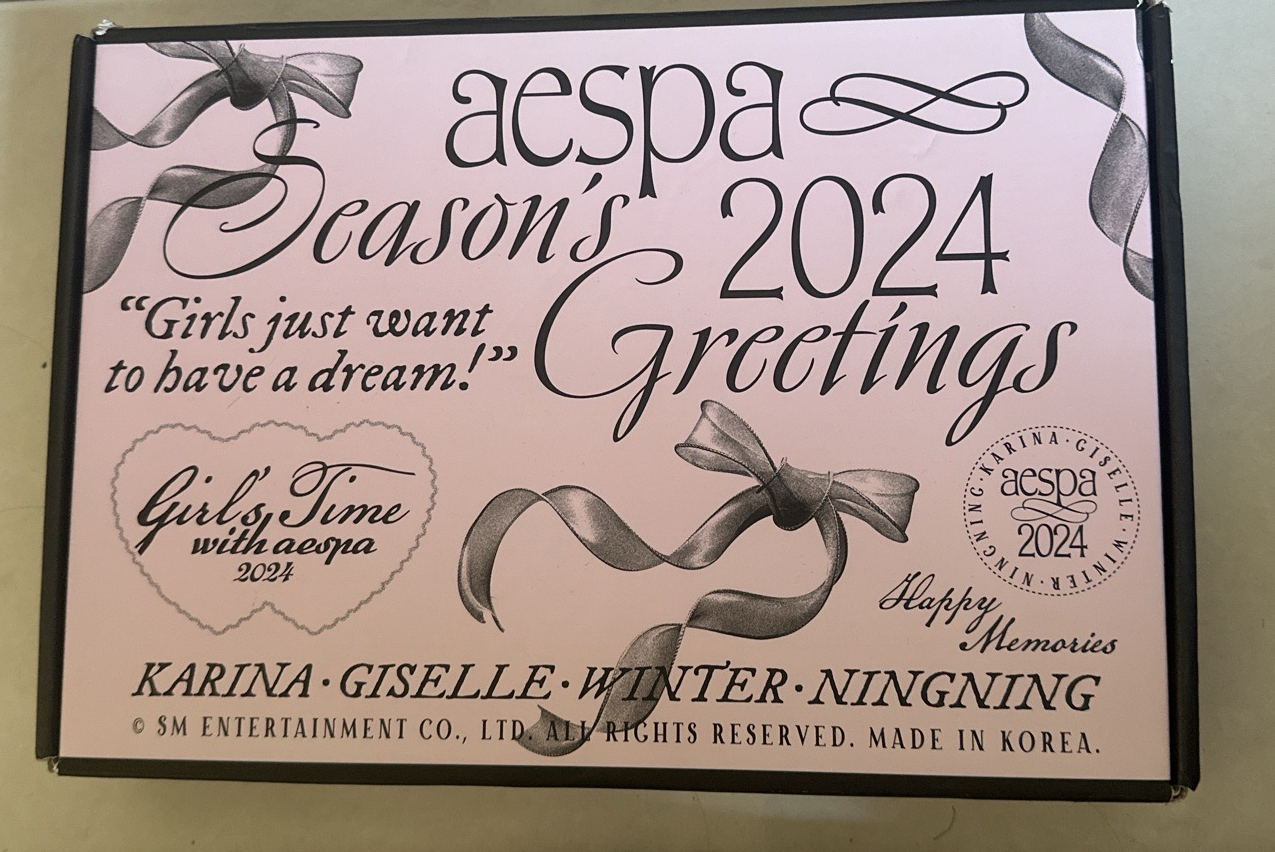 aespa
Season's 2024
Greetings
“Girls just want
to have a dream!”
Girl's Time
with aespa
2024
KARINA · GISELLE · WINTER · NINGNING ·
aespa
2024
Happy
Memories
KARINA · GISELLE · WINTER · NINGNING
© SM ENTERTAINMENT CO., LTD. ALL RIGHTS RESERVED. MADE IN KOREA.